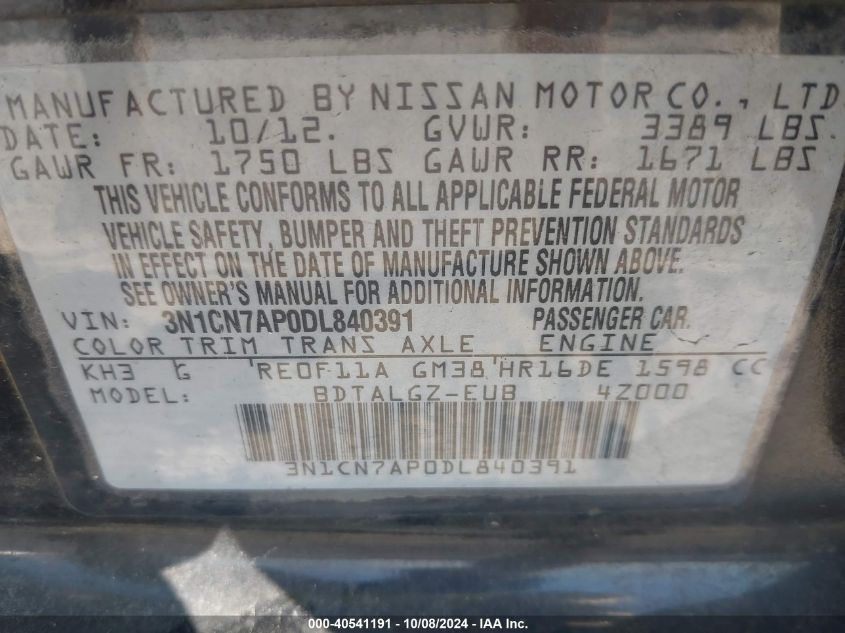 MANUFACTURED BY NISSAN MOTOR CO., LTD
DATE: 10/12. GVWR: 3389 LBS.
GAWR FR: 1750 LBS GAWR RR: 1671 LBS
THIS VEHICLE CONFORMS TO ALL APPLICABLE FEDERAL MOTOR
VEHICLE SAFETY, BUMPER AND THEFT PREVENTION STANDARDS
IN EFFECT ON THE DATE OF MANUFACTURE SHOWN ABOVE.
SEE OWNER'S MANUAL FOR ADDITIONAL INFORMATION.
VIN: 3N1CN7AP0DL840391 PASSENGER CAR.
COLOR TRIM TRANS AXLE ENGINE
KH3 G RE0F11A GM38 HR16DE 1598 CC
MODEL: BDTALGZ-EUB 4Z000
3N1CN7AP0DL840391
000-40541191 - 10/08/2024 - IAA Inc.